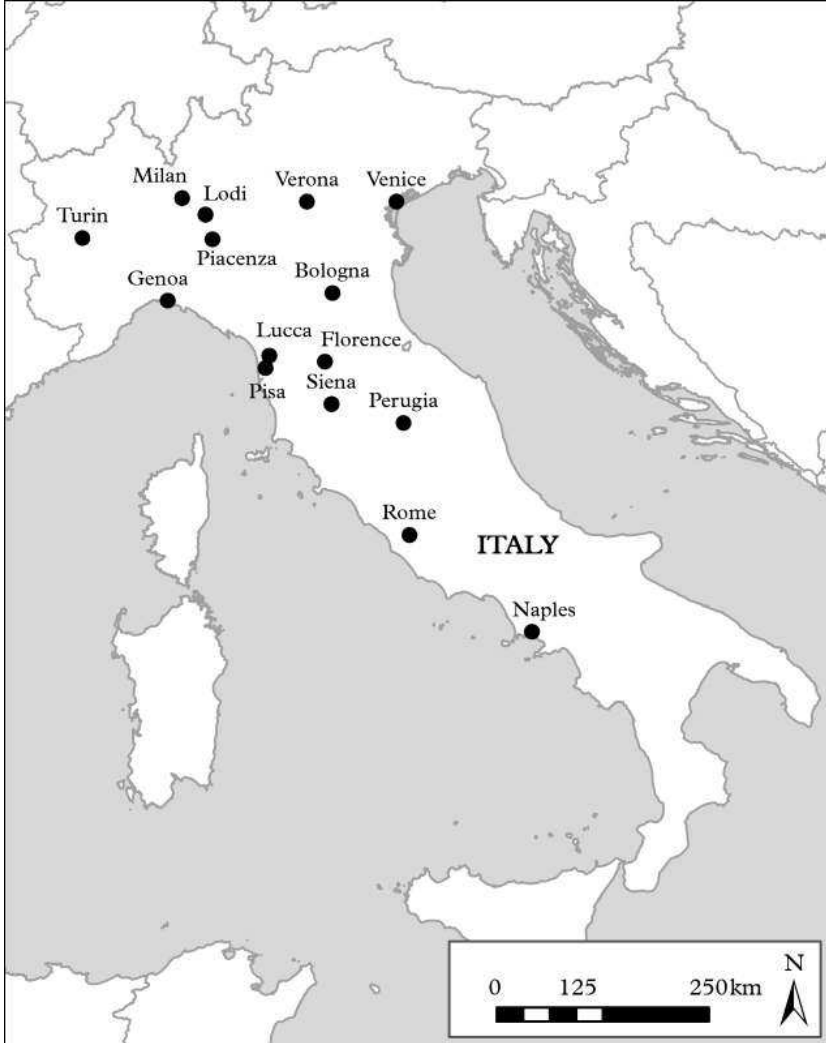 Milan
Lodi
Verona
Venice
Turin
Piacenza
Genoa
Bologna
Lucca
Florence
Pisa
Siena
Perugia
Rome
ITALY
Naples
N
0 125 250km